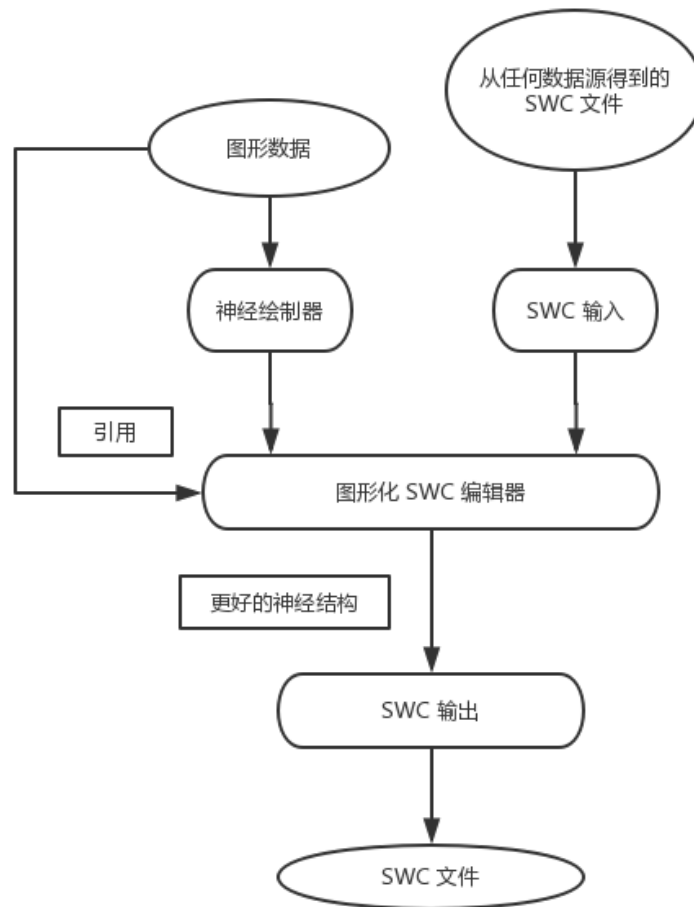 从任何数据源得到的
SWC 文件
图形数据
神经绘制器
SWC 输入
引用
图形化 SWC 编辑器
更好的神经结构
SWC 输出
SWC 文件